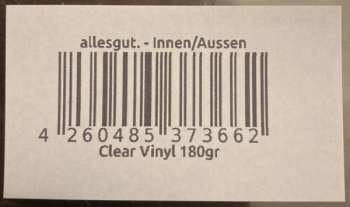 allesgut. - Innen/Aussen
4 260485 373662
Clear Vinyl 180gr